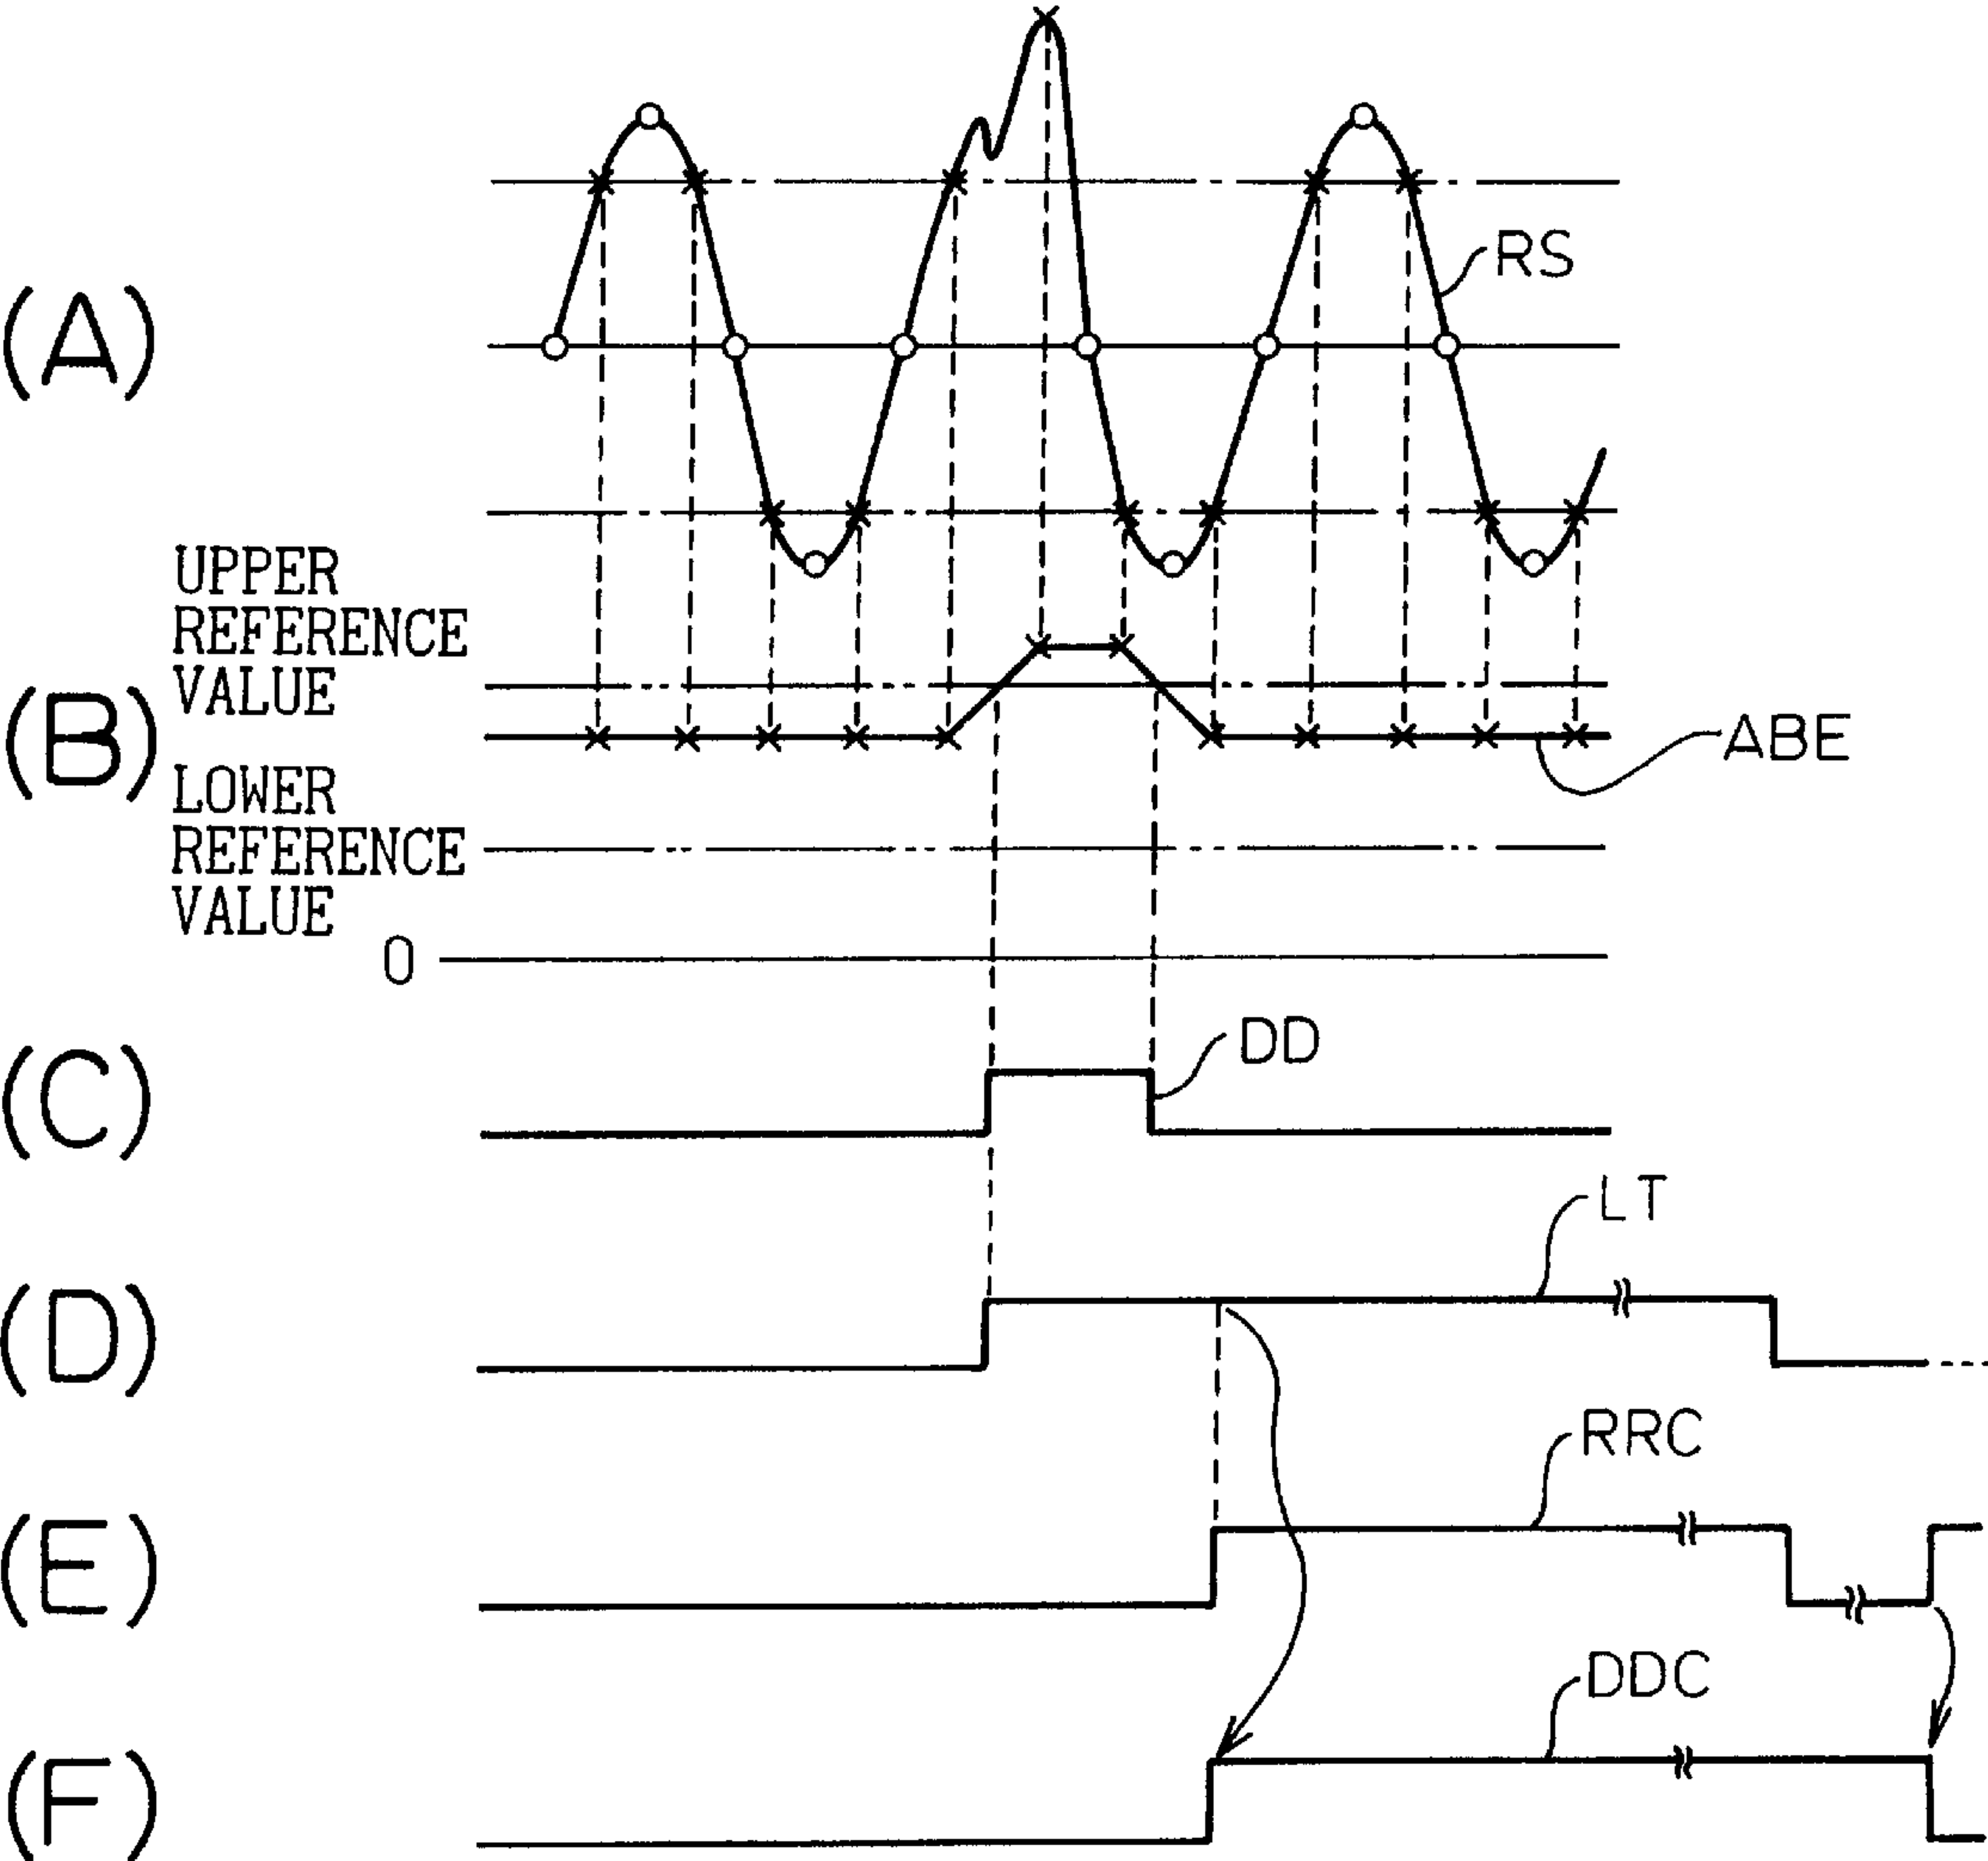 (A)
RS
UPPER
REFERENCE
VALUE
(B)
ABE
LOWER
REFERENCE
VALUE
0
(C)
DD
(D)
LT
(E)
RRC
(F)
DDC